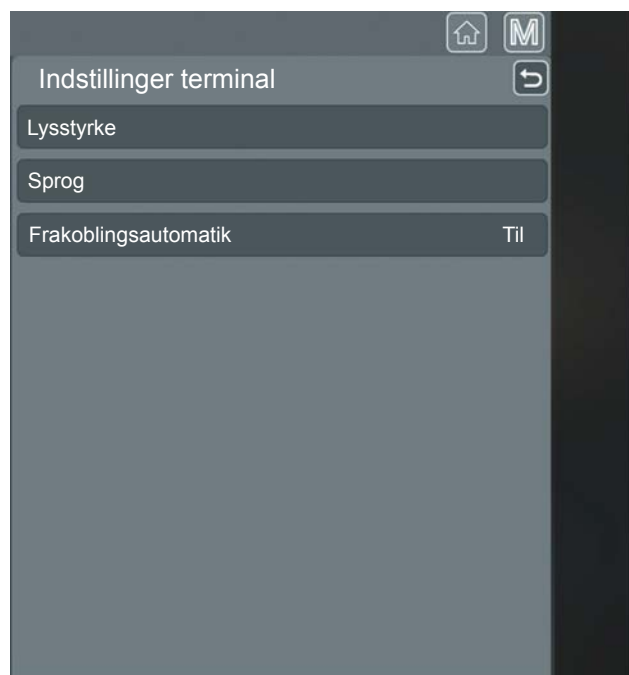 M
Indstillinger terminal
Lysstyrke
Sprog
Frakoblingsautomatik Til